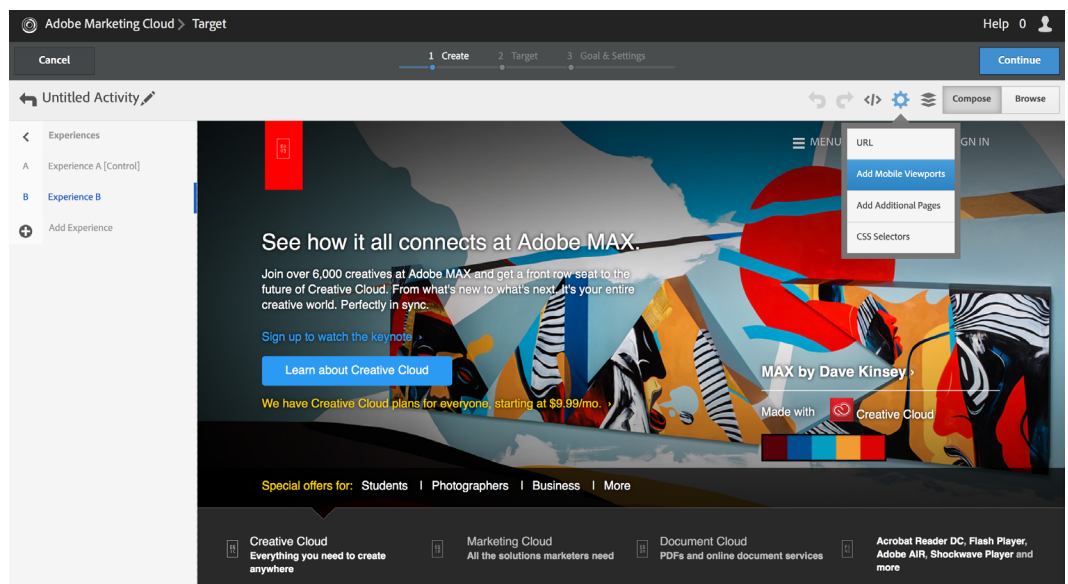 Adobe Marketing Cloud > Target
Help 0
Cancel
1 Create 2 Target 3 Goal & Settings
Continue
Untitled Activity
</>
Compose Browse
Experiences
A Experience A [Control]
B Experience B
Add Experience
MENU
GN IN
URL
Add Mobile Viewports
Add Additional Pages
CSS Selectors
See how it all connects at Adobe MAX.
Join over 6,000 creatives at Adobe MAX and get a front row seat to the
future of Creative Cloud. From what's new to what's next. It's your entire
creative world. Perfectly in sync.
Sign up to watch the keynote ›
Learn about Creative Cloud
We have Creative Cloud plans for everyone, starting at $9.99/mo. ›
MAX by Dave Kinsey ›
Made with Creative Cloud
Special offers for: Students | Photographers | Business | More
Creative Cloud
Everything you need to create
anywhere
Marketing Cloud
All the solutions marketers need
Document Cloud
PDFs and online document services
Acrobat Reader DC, Flash Player,
Adobe AIR, Shockwave Player and
more